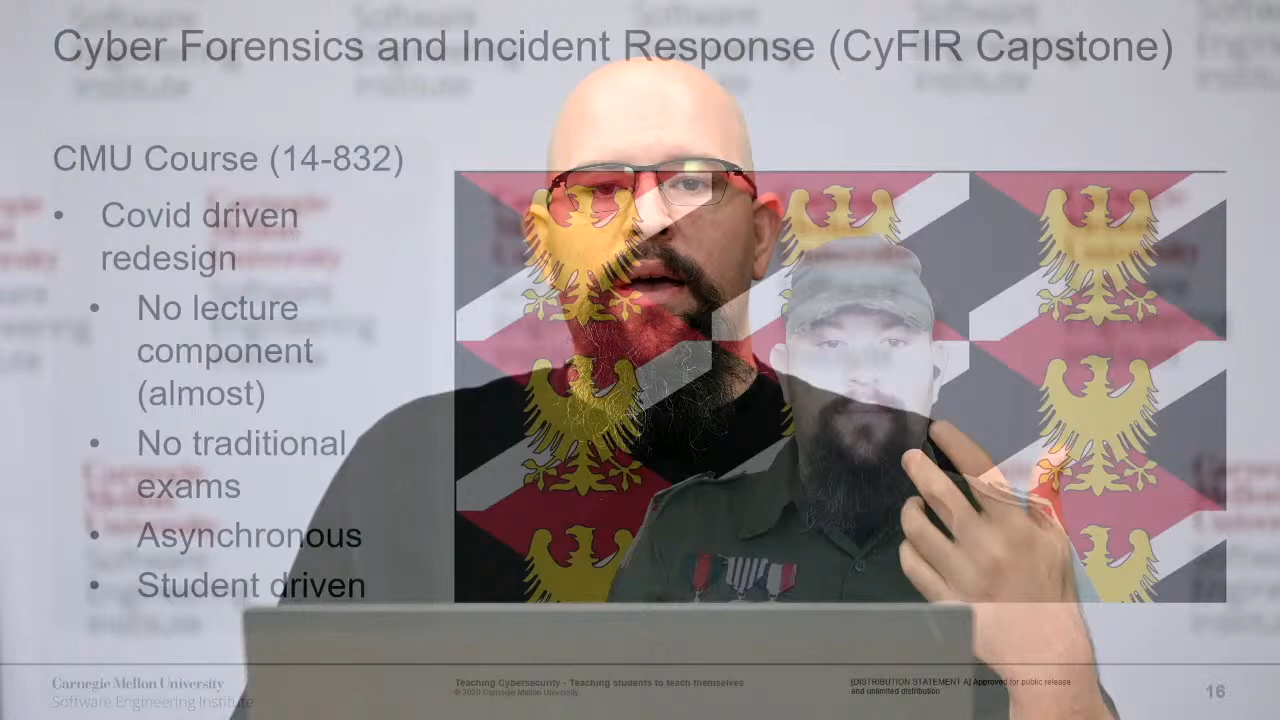 Cyber Forensics and Incident Response (CyFIR Capstone)
CMU Course (14-832)
• Covid driven
redesign
• No lecture
component
(almost)
• No traditional
exams
• Asynchronous
• Student driven
Carnegie Mellon University
Software Engineering Institute
Teaching Cybersecurity - Teaching students to teach themselves
© 2020 Carnegie Mellon University
[DISTRIBUTION STATEMENT A] Approved for public release
and unlimited distribution
16